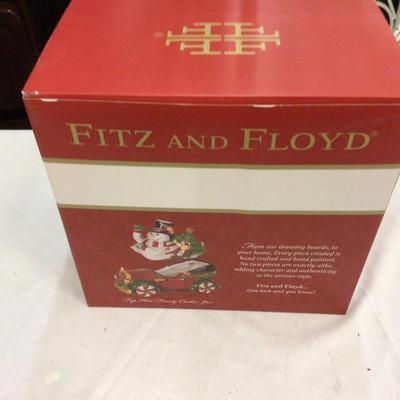 ®
FITZ AND FLOYD®
From our drawing boards, to
your home, Every piece created is
hand crafted and hand painted.
No two pieces are exactly alike,
adding character and authenticity
to the artisan style.
Fitz and Floyd...
One look and you know!
Top Hat Frosty Cookie Jar